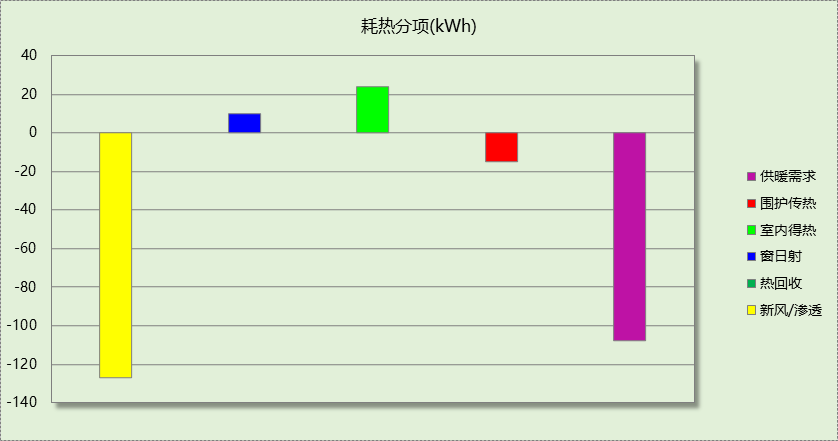 耗热分项(kWh)
40
20
0
-20
-40
-60
-80
-100
-120
-140
供暖需求
围护传热
室内得热
窗日射
热回收
新风/渗透